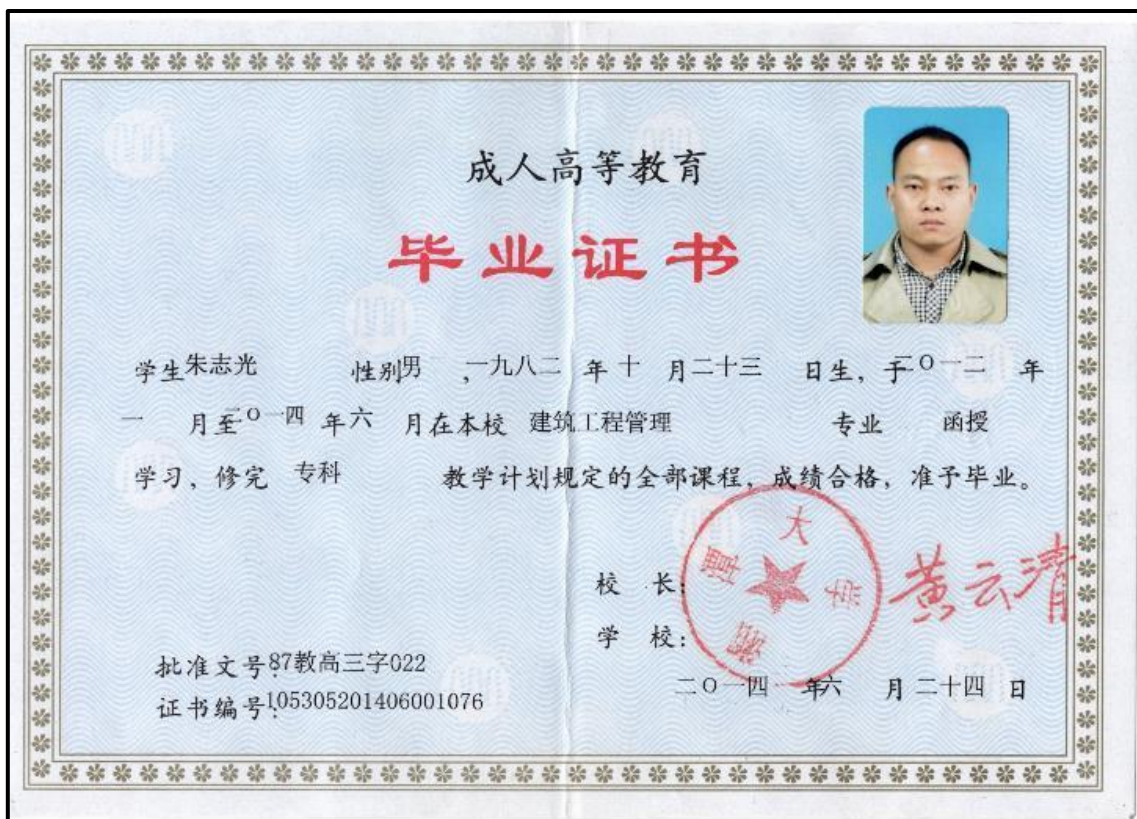 成人高等教育
毕业证书
学生朱志光 性别男 ,一九八二 年 十 月二十三 日生, 于二〇一二 年
一 月至二〇一四 年六 月在本校 建筑工程管理 专业 函授
学习, 修完 专科 教学计划规定的全部课程, 成绩合格, 准予毕业。
湘潭大学
校 长: 黄云清
学 校:
批准文号:87教高三字022
二〇一四 年六 月 二十四 日
证书编号:105305201406001076